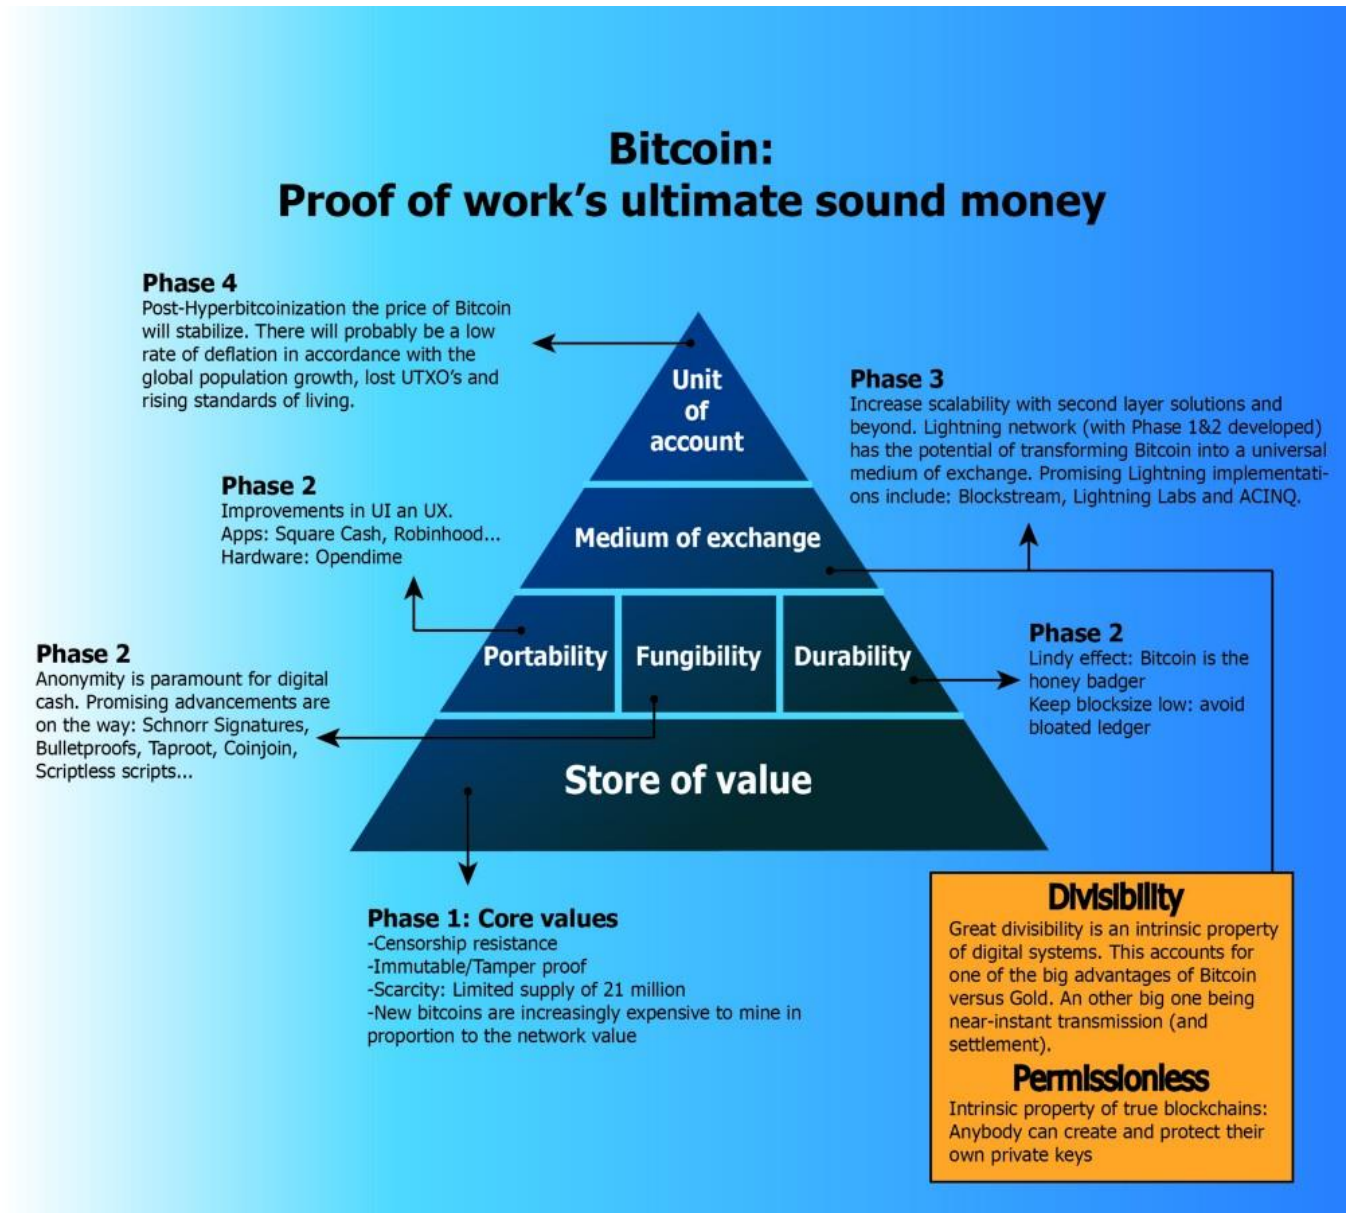 Bitcoin:
Proof of work's ultimate sound money
Phase 4
Post-Hyperbitcoinization the price of Bitcoin
will stabilize. There will probably be a low
rate of deflation in accordance with the
global population growth, lost UTXO's and
rising standards of living.
Unit
of
account
Phase 3
Increase scalability with second layer solutions and
beyond. Lightning network (with Phase 1&2 developed)
has the potential of transforming Bitcoin into a universal
medium of exchange. Promising Lightning implementati-
ons include: Blockstream, Lightning Labs and ACINQ.
Phase 2
Improvements in UI an UX.
Apps: Square Cash, Robinhood...
Hardware: Opendime
Medium of exchange
Phase 2
Anonymity is paramount for digital
cash. Promising advancements are
on the way: Schnorr Signatures,
Bulletproofs, Taproot, Coinjoin,
Scriptless scripts...
Portability
Fungibility
Durability
Phase 2
Lindy effect: Bitcoin is the
honey badger
Keep blocksize low: avoid
bloated ledger
Store of value
Phase 1: Core values
-Censorship resistance
-Immutable/Tamper proof
-Scarcity: Limited supply of 21 million
-New bitcoins are increasingly expensive to mine in
proportion to the network value
Divisibility
Great divisibility is an intrinsic property
of digital systems. This accounts for
one of the big advantages of Bitcoin
versus Gold. An other big one being
near-instant transmission (and
settlement).
Permissionless
Intrinsic property of true blockchains:
Anybody can create and protect their
own private keys